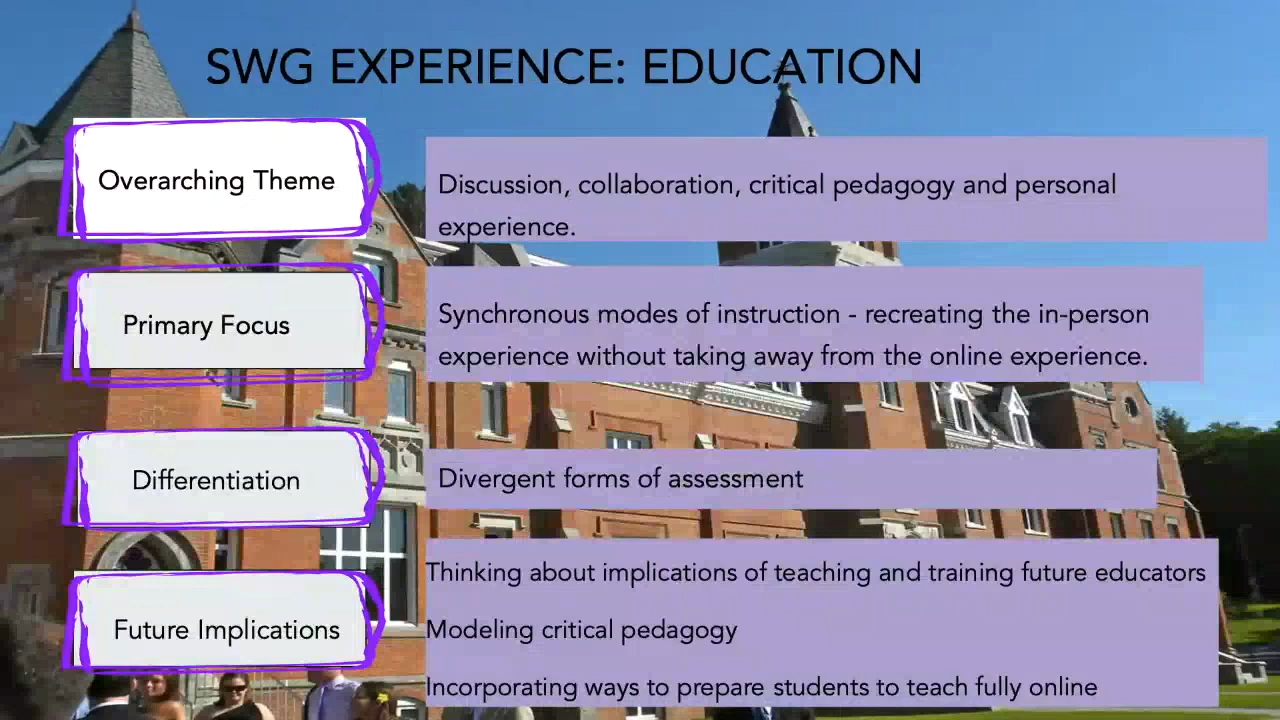 SWG EXPERIENCE: EDUCATION
Overarching Theme
Discussion, collaboration, critical pedagogy and personal
experience.
Primary Focus
Synchronous modes of instruction - recreating the in-person
experience without taking away from the online experience.
Differentiation
Divergent forms of assessment
Future Implications
Thinking about implications of teaching and training future educators
Modeling critical pedagogy
Incorporating ways to prepare students to teach fully online